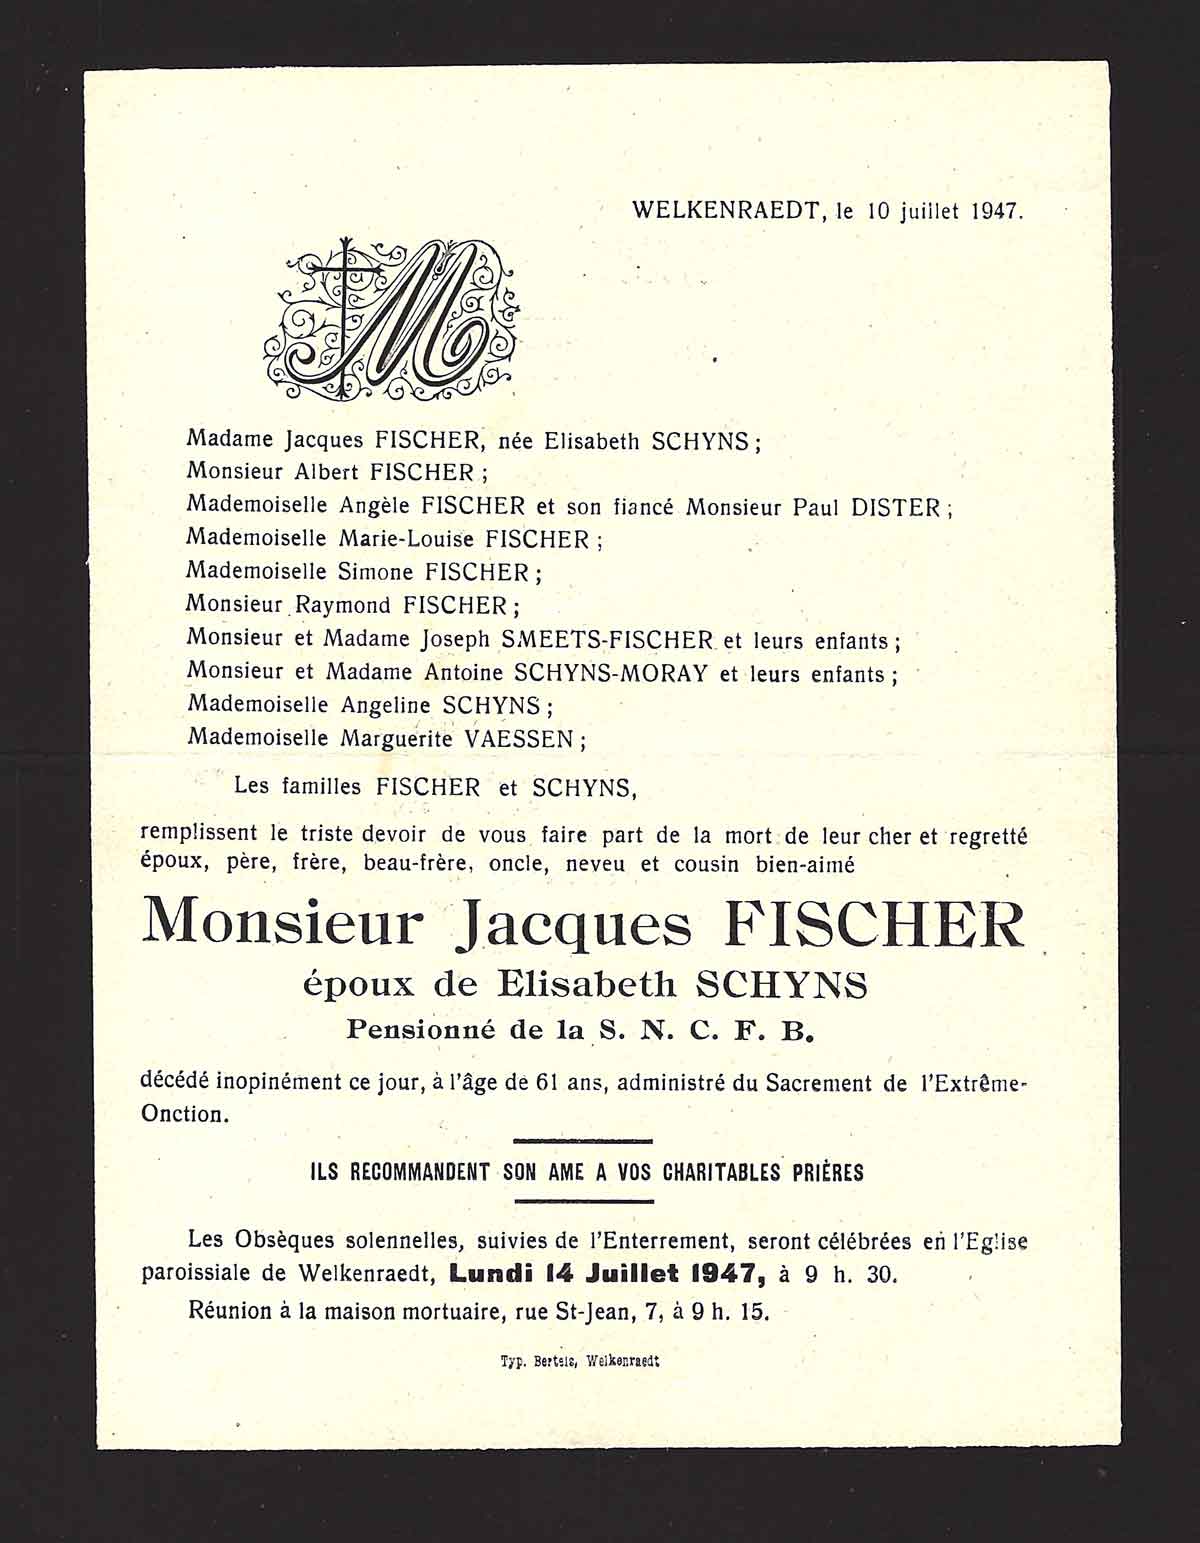 WELKENRAEDT, le 10 juillet 1947.
M
Madame Jacques FISCHER, née Elisabeth SCHYNS ;
Monsieur Albert FISCHER ;
Mademoiselle Angèle FISCHER et son fiancé Monsieur Paul DISTER ;
Mademoiselle Marie-Louise FISCHER ;
Mademoiselle Simone FISCHER ;
Monsieur Raymond FISCHER ;
Monsieur et Madame Joseph SMEETS-FISCHER et leurs enfants ;
Monsieur et Madame Antoine SCHYNS-MORAY et leurs enfants ;
Mademoiselle Angeline SCHYNS ;
Mademoiselle Marguerite VAESSEN ;
Les familles FISCHER et SCHYNS,
remplissent le triste devoir de vous faire part de la mort de leur cher et regretté
époux, père, frère, beau-frère, oncle, neveu et cousin bien-aimé
Monsieur Jacques FISCHER
époux de Elisabeth SCHYNS
Pensionné de la S. N. C. F. B.
décédé inopinément ce jour, à l'âge de 61 ans, administré du Sacrement de l'Extrême-
Onction.
ILS RECOMMANDENT SON AME A VOS CHARITABLES PRIÈRES
Les Obsèques solennelles, suivies de l'Enterrement, seront célébrées en l'Eglise
paroissiale de Welkenraedt, Lundi 14 Juillet 1947, à 9 h. 30.
Réunion à la maison mortuaire, rue St-Jean, 7, à 9 h. 15.
Typ. Bertels, Welkenraedt